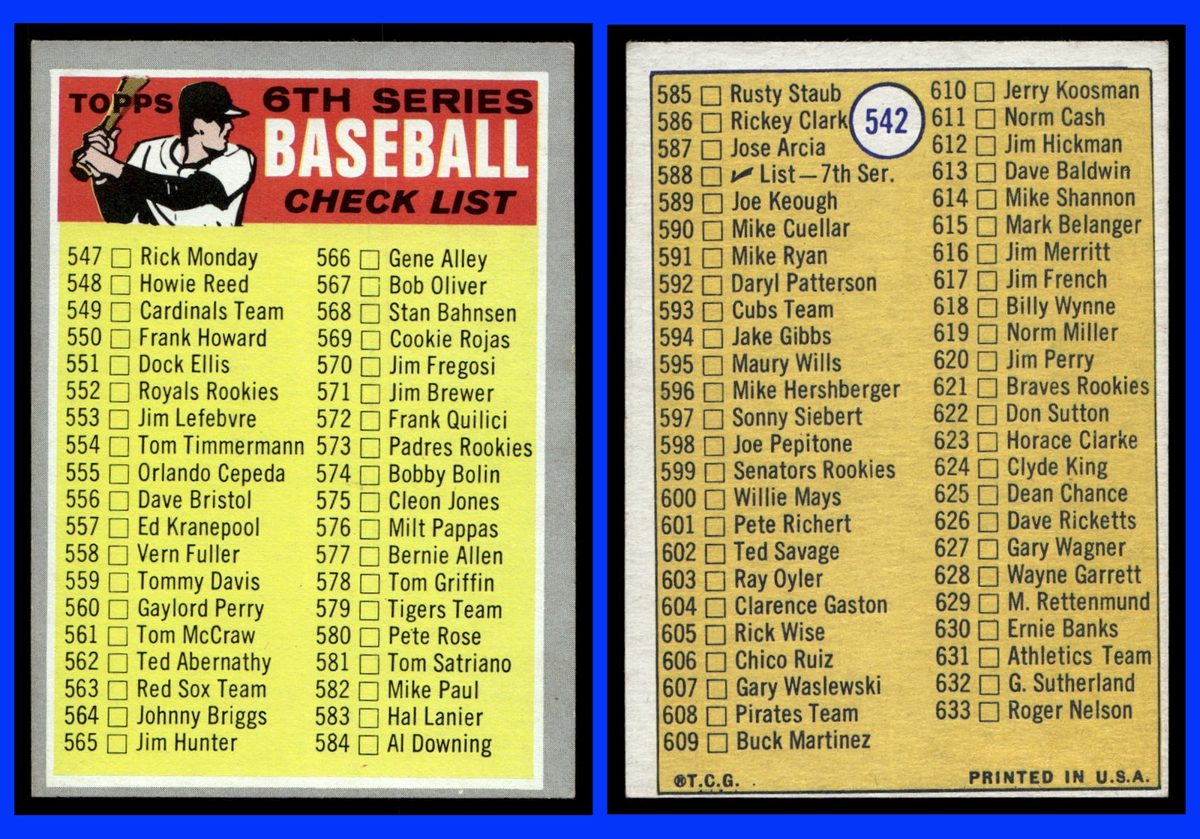 TOPPS 6TH SERIES
BASEBALL
CHECK LIST
547 Rick Monday
548 Howie Reed
549 Cardinals Team
550 Frank Howard
551 Dock Ellis
552 Royals Rookies
553 Jim Lefebvre
554 Tom Timmermann
555 Orlando Cepeda
556 Dave Bristol
557 Ed Kranepool
558 Vern Fuller
559 Tommy Davis
560 Gaylord Perry
561 Tom McCraw
562 Ted Abernathy
563 Red Sox Team
564 Johnny Briggs
565 Jim Hunter
566 Gene Alley
567 Bob Oliver
568 Stan Bahnsen
569 Cookie Rojas
570 Jim Fregosi
571 Jim Brewer
572 Frank Quilici
573 Padres Rookies
574 Bobby Bolin
575 Cleon Jones
576 Milt Pappas
577 Bernie Allen
578 Tom Griffin
579 Tigers Team
580 Pete Rose
581 Tom Satriano
582 Mike Paul
583 Hal Lanier
584 Al Downing
542
585 Rusty Staub
586 Rickey Clark
587 Jose Arcia
588 ✓ List—7th Ser.
589 Joe Keough
590 Mike Cuellar
591 Mike Ryan
592 Daryl Patterson
593 Cubs Team
594 Jake Gibbs
595 Maury Wills
596 Mike Hershberger
597 Sonny Siebert
598 Joe Pepitone
599 Senators Rookies
600 Willie Mays
601 Pete Richert
602 Ted Savage
603 Ray Oyler
604 Clarence Gaston
605 Rick Wise
606 Chico Ruiz
607 Gary Waslewski
608 Pirates Team
609 Buck Martinez
610 Jerry Koosman
611 Norm Cash
612 Jim Hickman
613 Dave Baldwin
614 Mike Shannon
615 Mark Belanger
616 Jim Merritt
617 Jim French
618 Billy Wynne
619 Norm Miller
620 Jim Perry
621 Braves Rookies
622 Don Sutton
623 Horace Clarke
624 Clyde King
625 Dean Chance
626 Dave Ricketts
627 Gary Wagner
628 Wayne Garrett
629 M. Rettenmund
630 Ernie Banks
631 Athletics Team
632 G. Sutherland
633 Roger Nelson
®T.C.G. PRINTED IN U.S.A.